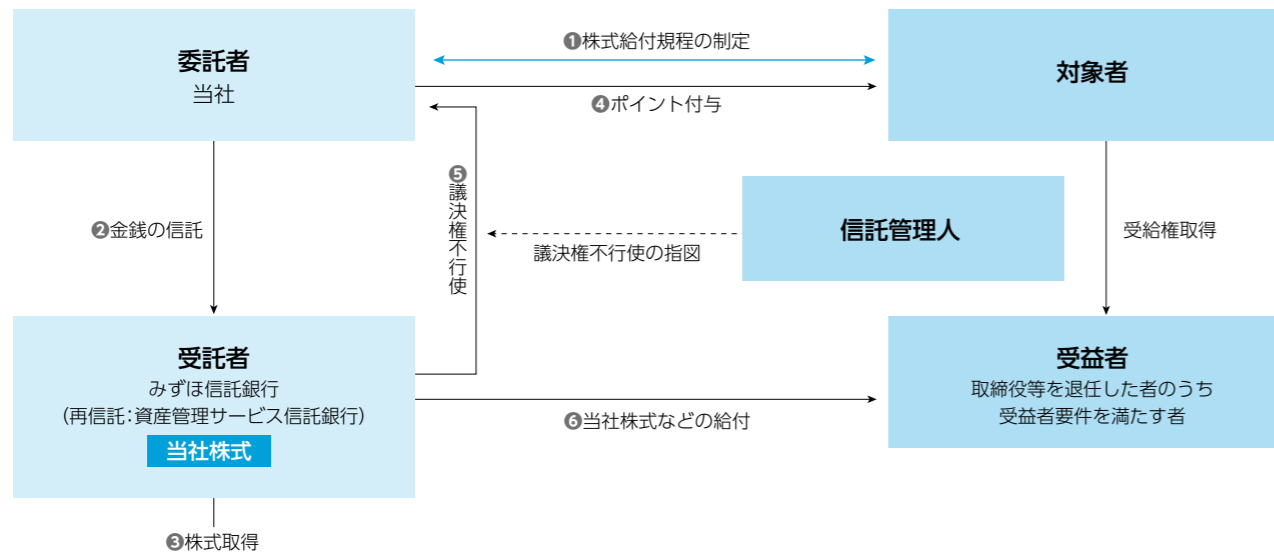 委託者
当社
❶株式給付規程の制定
❹ポイント付与
対象者
❷金銭の信託
❺議決権不行使
議決権不行使の指図
信託管理人
受給権取得
受託者
みずほ信託銀行
（再信託：資産管理サービス信託銀行）
当社株式
❻当社株式などの給付
受益者
取締役等を退任した者のうち
受益者要件を満たす者
❸株式取得